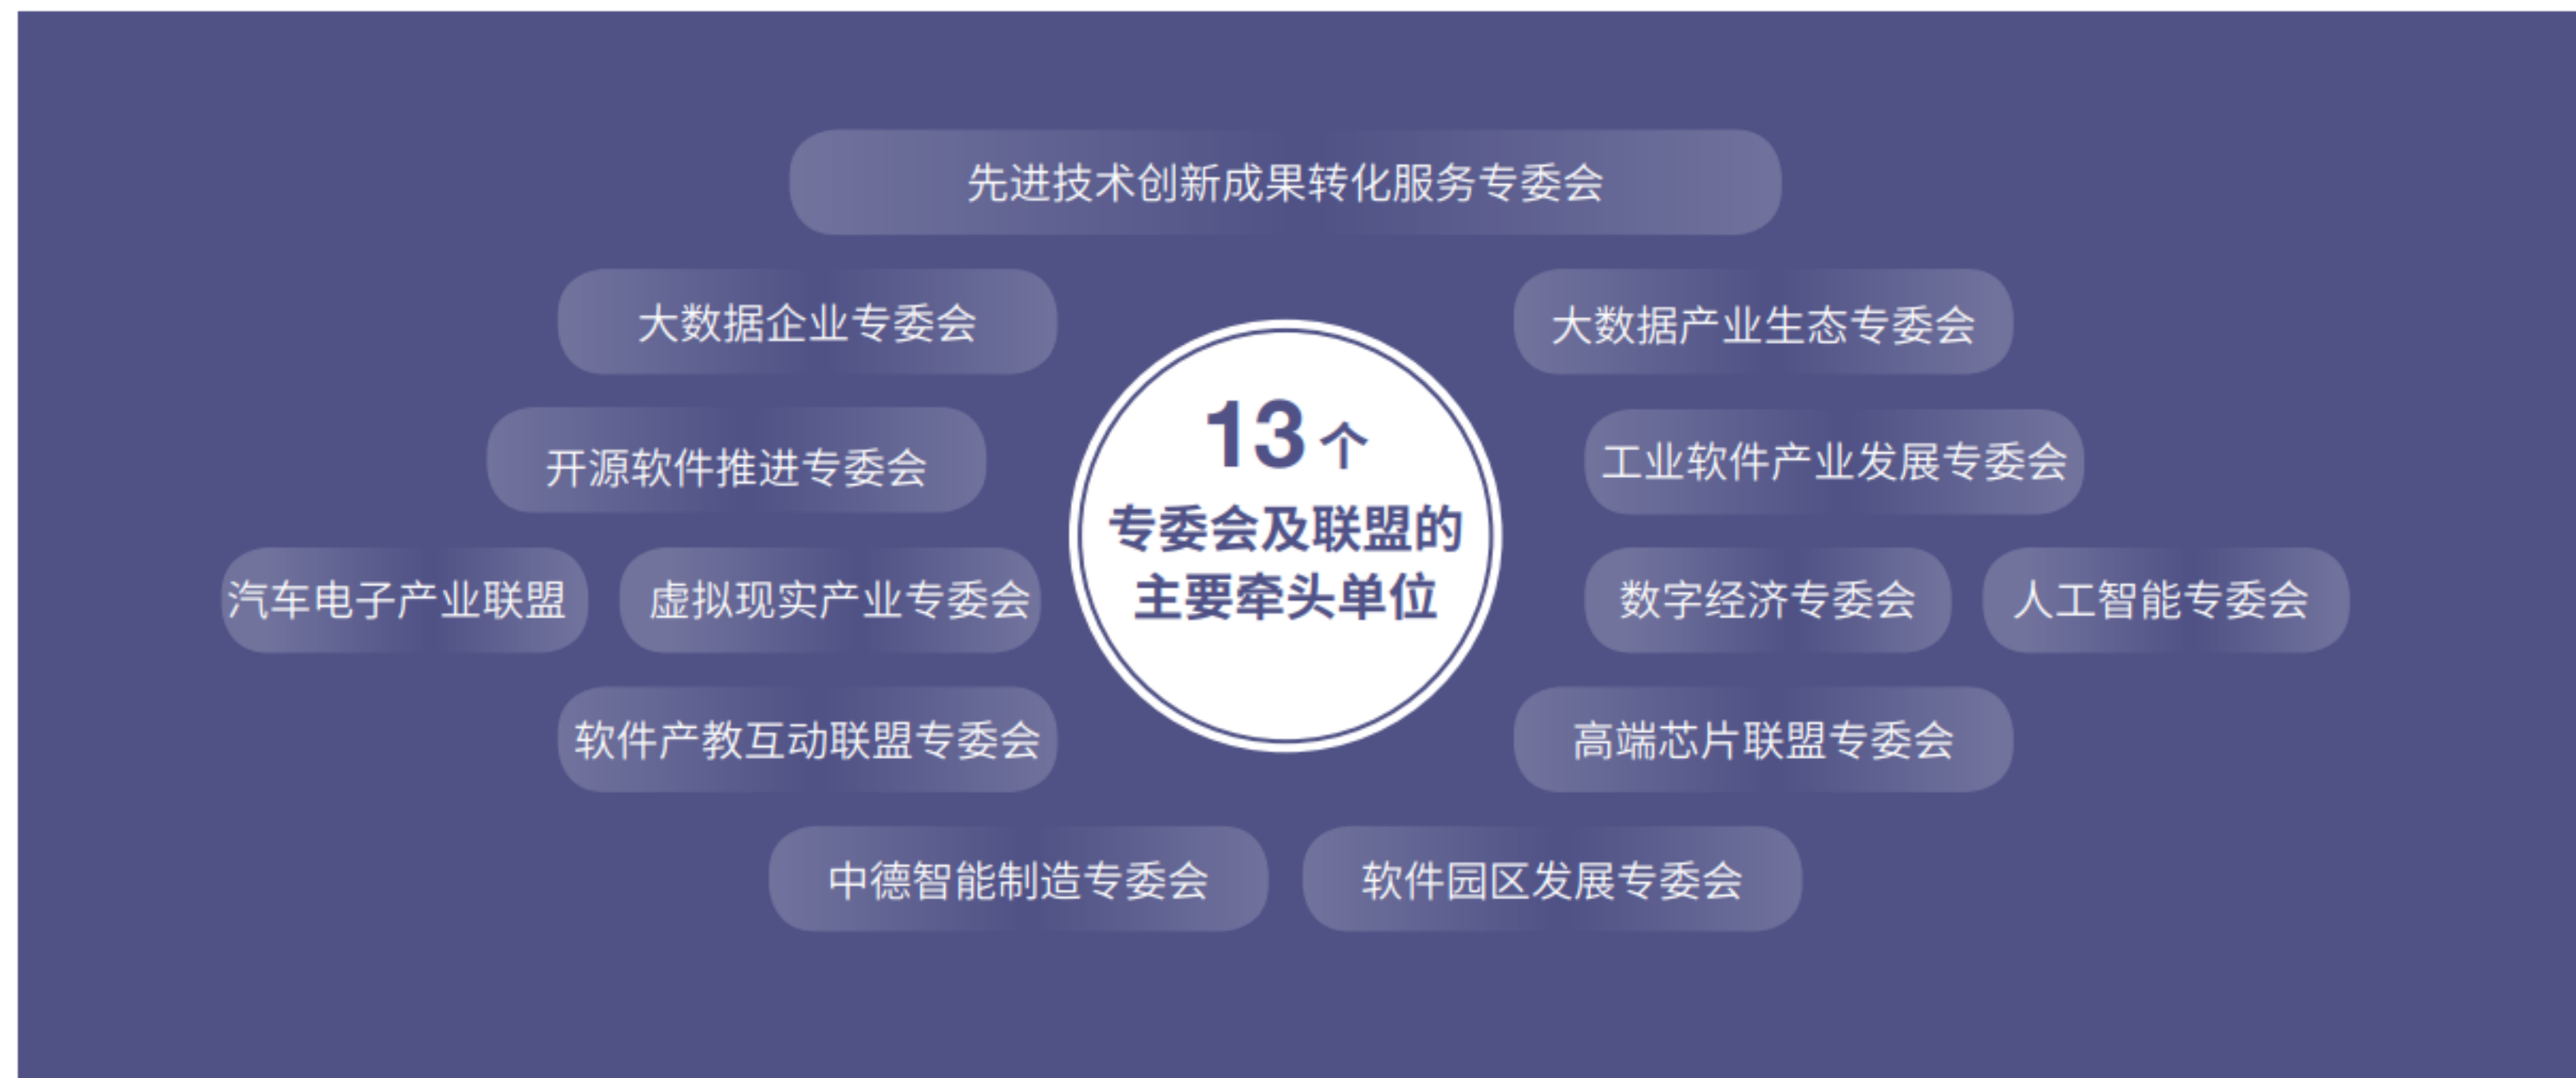 先进技术创新成果转化服务专委会
大数据企业专委会
大数据产业生态专委会
13个
专委会及联盟的
主要牵头单位
开源软件推进专委会
工业软件产业发展专委会
汽车电子产业联盟
虚拟现实产业专委会
数字经济专委会
人工智能专委会
软件产教互动联盟专委会
高端芯片联盟专委会
中德智能制造专委会
软件园区发展专委会